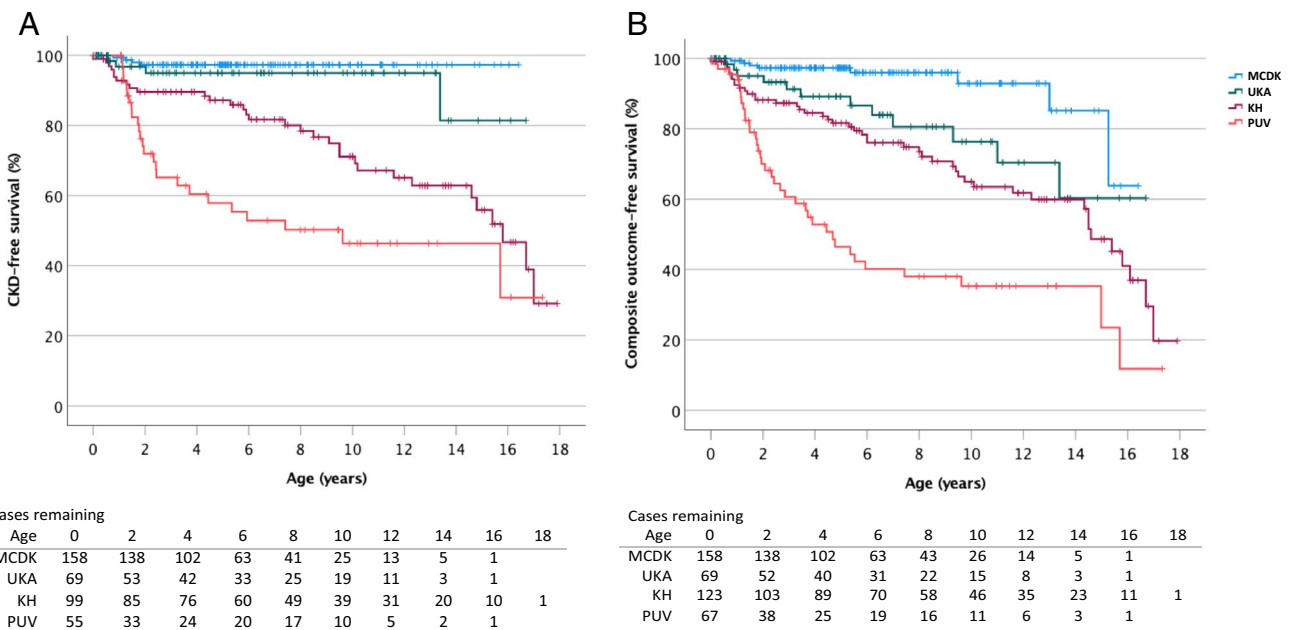 A
CKD-free survival (%)
100
80
60
40
20
0
0 2 4 6 8 10 12 14 16 18
Age (years)
ases remaining
Age 0 2 4 6 8 10 12 14 16 18
MCDK 158 138 102 63 41 25 13 5 1
UKA 69 53 42 33 25 19 11 3 1
KH 99 85 76 60 49 39 31 20 10 1
PUV 55 33 24 20 17 10 5 2 1
B
Composite outcome-free survival (%)
100
80
60
40
20
0
0 2 4 6 8 10 12 14 16 18
Age (years)
MCDK
UKA
KH
PUV
Cases remaining
Age 0 2 4 6 8 10 12 14 16 18
MCDK 158 138 102 63 43 26 14 5 1
UKA 69 52 40 31 22 15 8 3 1
KH 123 103 89 70 58 46 35 23 11 1
PUV 67 38 25 19 16 11 6 3 1